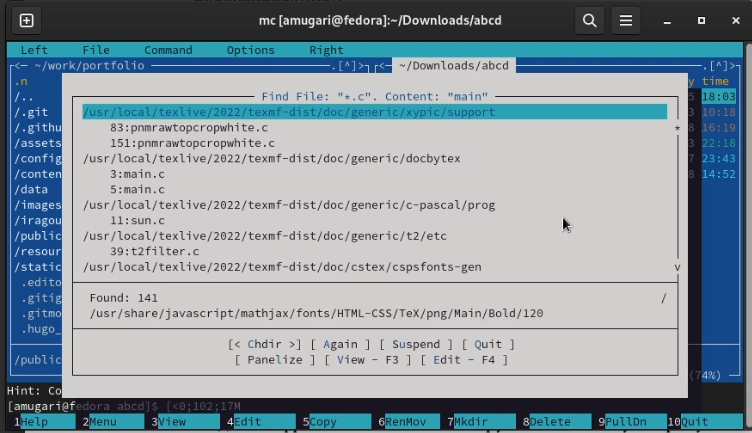 mc [amugari@fedora]:~/Downloads/abcd
Left File Command Options Right
<- ~/work/portfolio .[^]> <- ~/Downloads/abcd .[^]>
.n y time
/.. 18:03
/.git 3 10:18
/.githu 8 16:19
/assets 3 22:18
/config 7 23:43
/conten 8 14:52
/data
/images
/iragou
/public
/resour
/static
.edito
.gitig
.gitmo
.hugo_
/public (74%)
Find File: "*.c". Content: "main"
/usr/local/texlive/2022/texmf-dist/doc/generic/xypic/support
83:pnmrawtopcropwhite.c
151:pnmrawtopcropwhite.c
/usr/local/texlive/2022/texmf-dist/doc/generic/docbytex
3:main.c
5:main.c
/usr/local/texlive/2022/texmf-dist/doc/generic/c-pascal/prog
11:sun.c
/usr/local/texlive/2022/texmf-dist/doc/generic/t2/etc
39:t2filter.c
/usr/local/texlive/2022/texmf-dist/doc/cstex/cspsfonts-gen
Found: 141 /
/usr/share/javascript/mathjax/fonts/HTML-CSS/TeX/png/Main/Bold/120
[< Chdir >] [ Again ] [ Suspend ] [ Quit ]
[ Panelize ] [ View - F3 ] [ Edit - F4 ]
Hint: Co
[amugari@fedora abcd]$ [<0;102;17M
1Help 2Menu 3View 4Edit 5Copy 6RenMov 7Mkdir 8Delete 9PullDn 10Quit